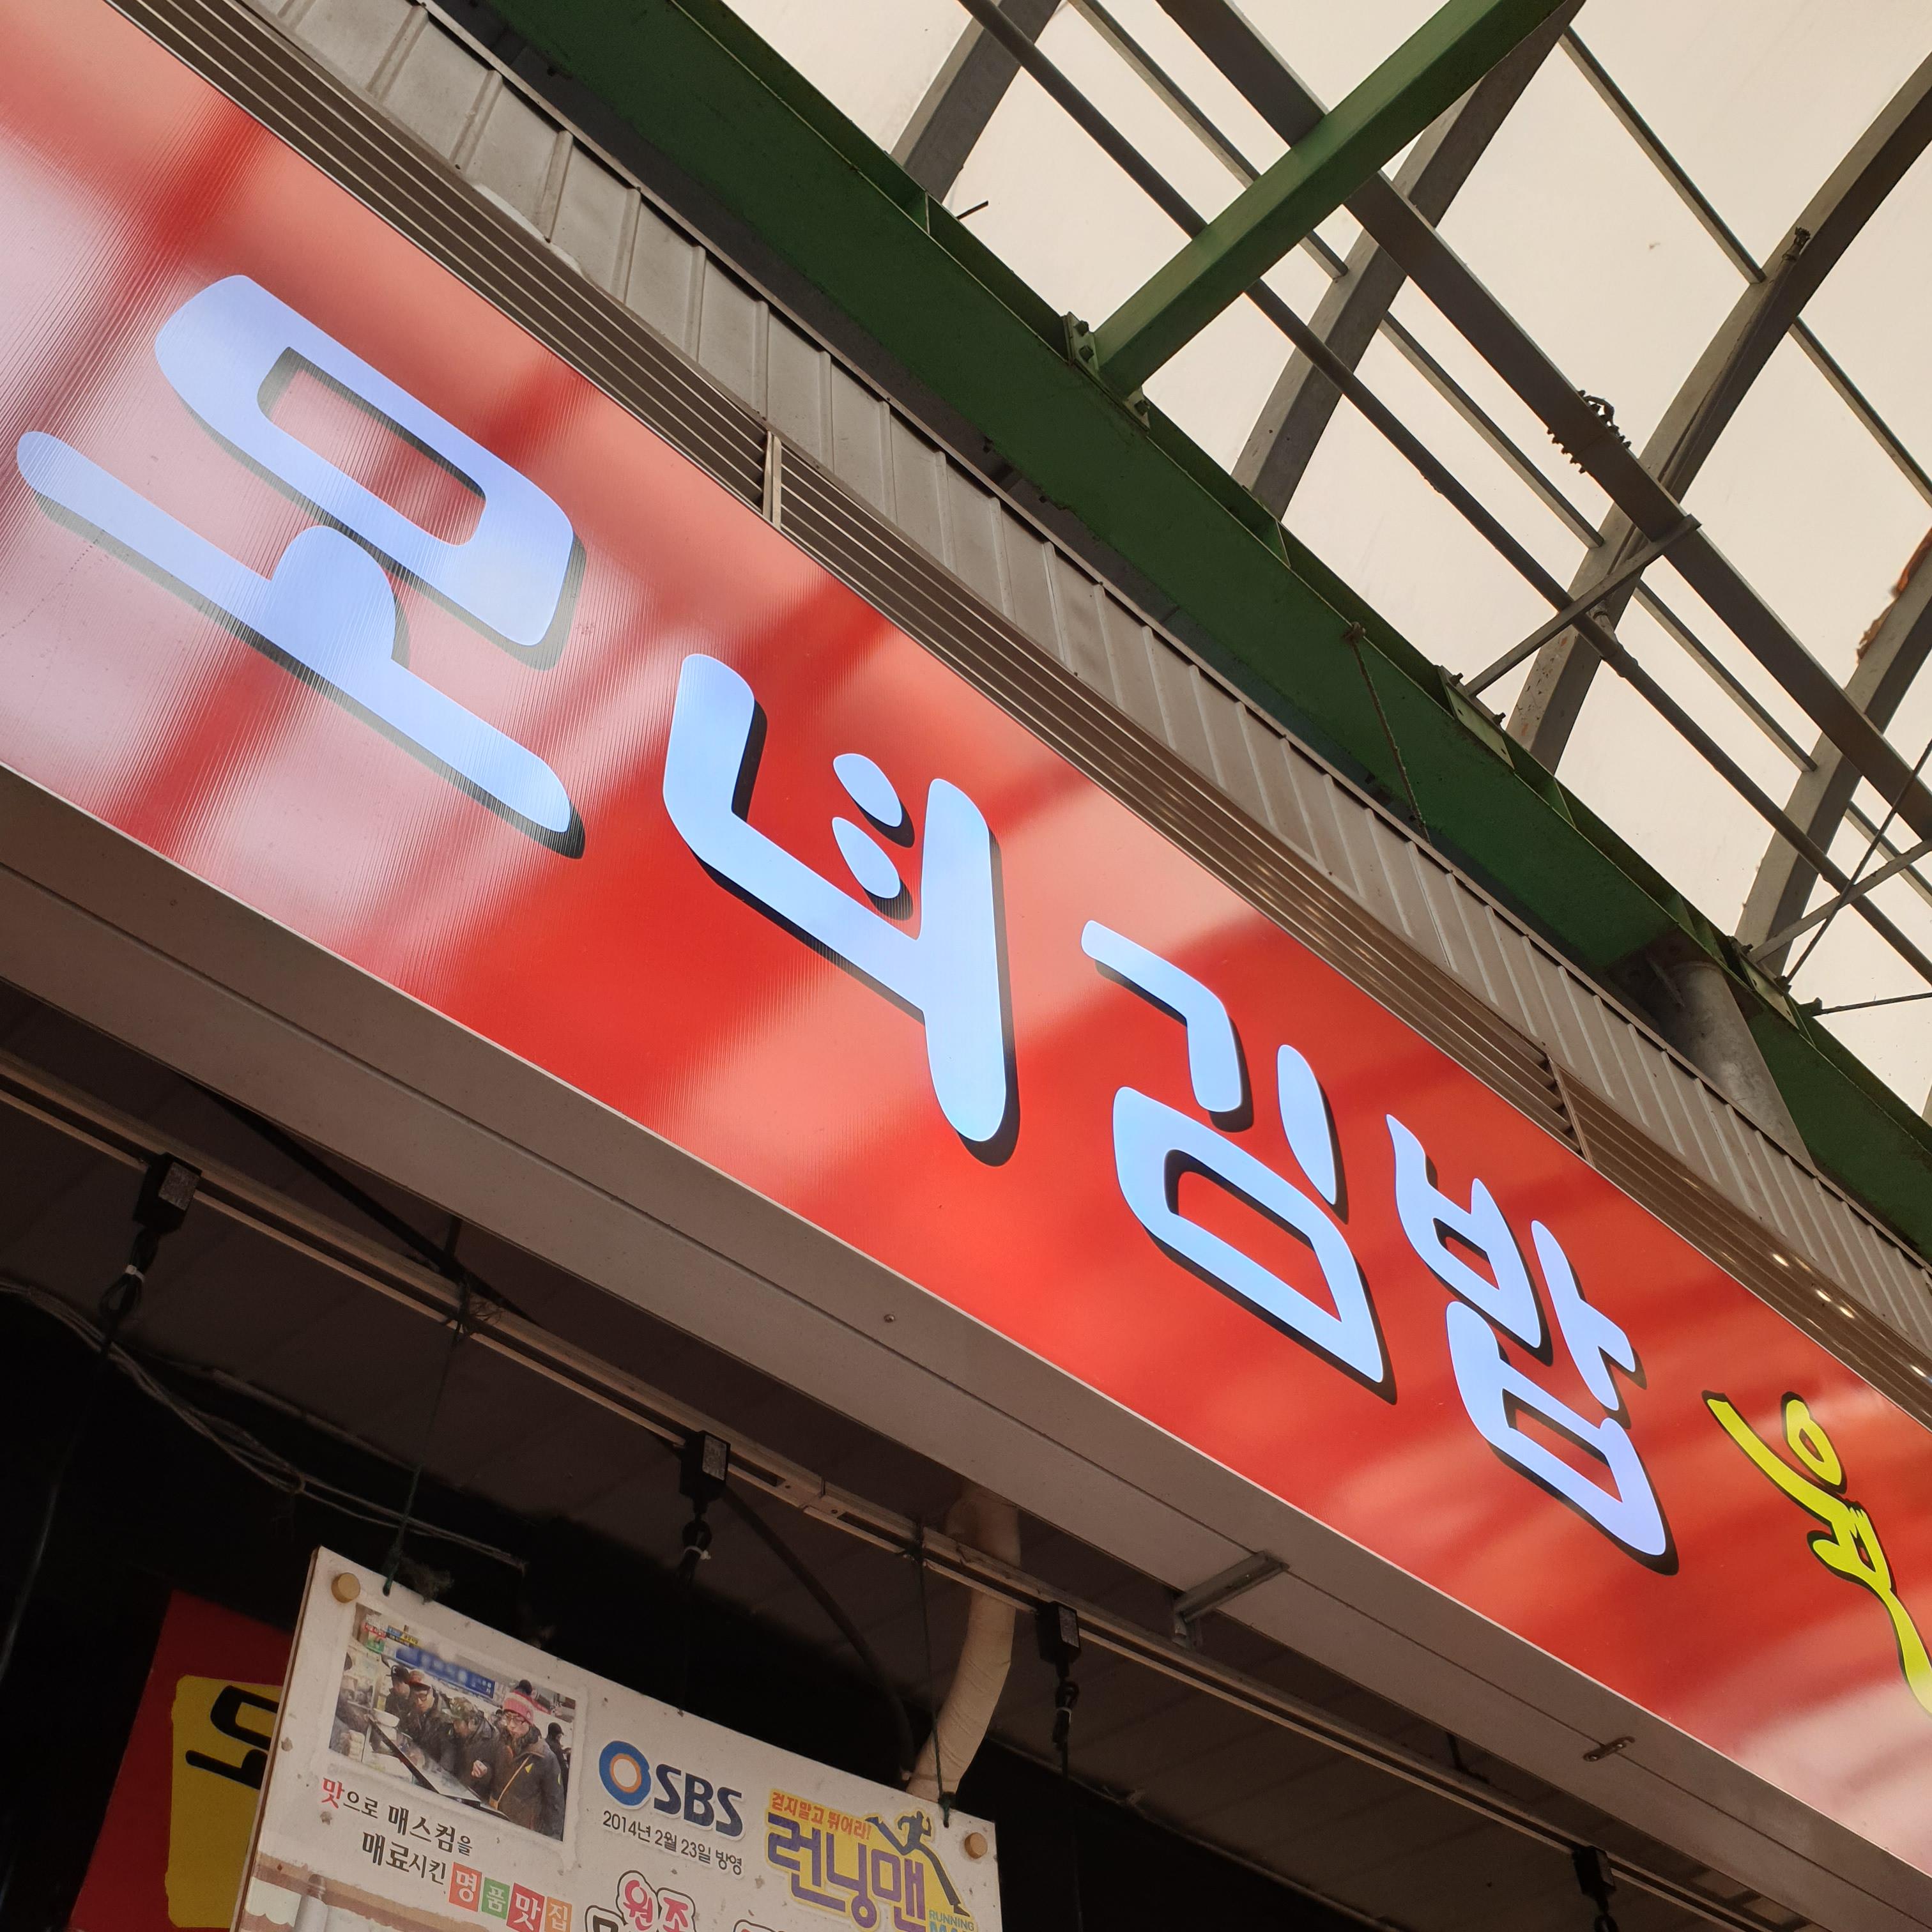 모녀김밥
모
SBS
2014년 2월 23일 방영
걷지말고 뛰어라!
런닝맨
RUNNING
맛으로 매스컴을
매료시킨 명품맛집
원조